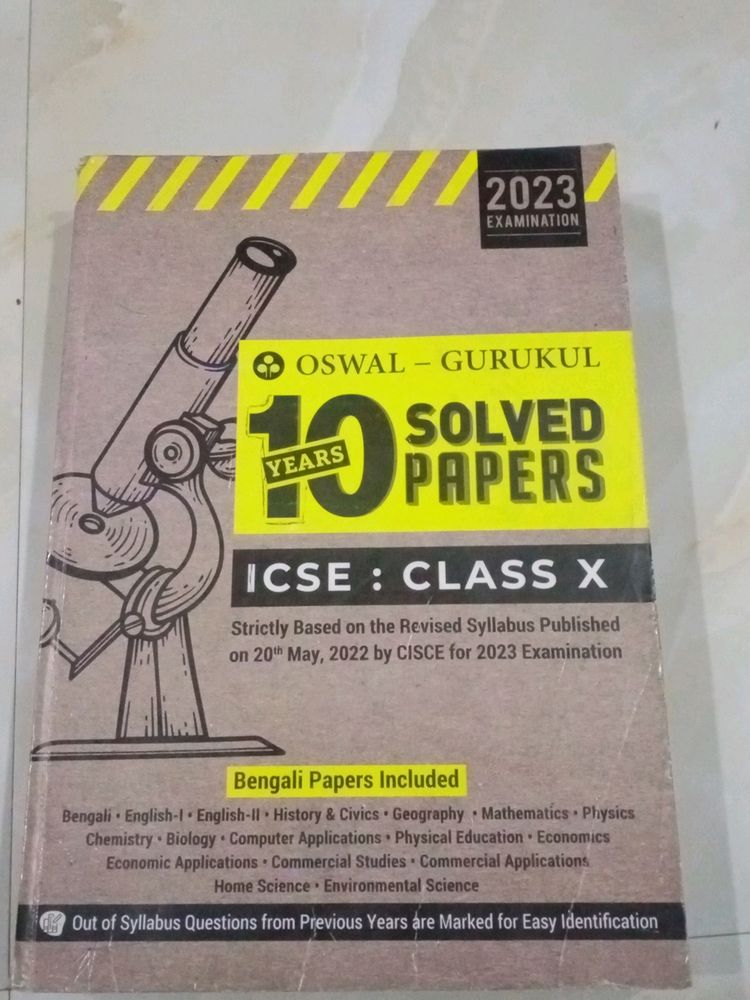 2023
EXAMINATION
OSWAL – GURUKUL
10 YEARS
SOLVED
PAPERS
ICSE : CLASS X
Strictly Based on the Revised Syllabus Published
on 20th May, 2022 by CISCE for 2023 Examination
Bengali Papers Included
Bengali • English-I • English-II • History & Civics • Geography • Mathematics • Physics
Chemistry • Biology • Computer Applications • Physical Education • Economics
Economic Applications • Commercial Studies • Commercial Applications
Home Science • Environmental Science
Out of Syllabus Questions from Previous Years are Marked for Easy Identification